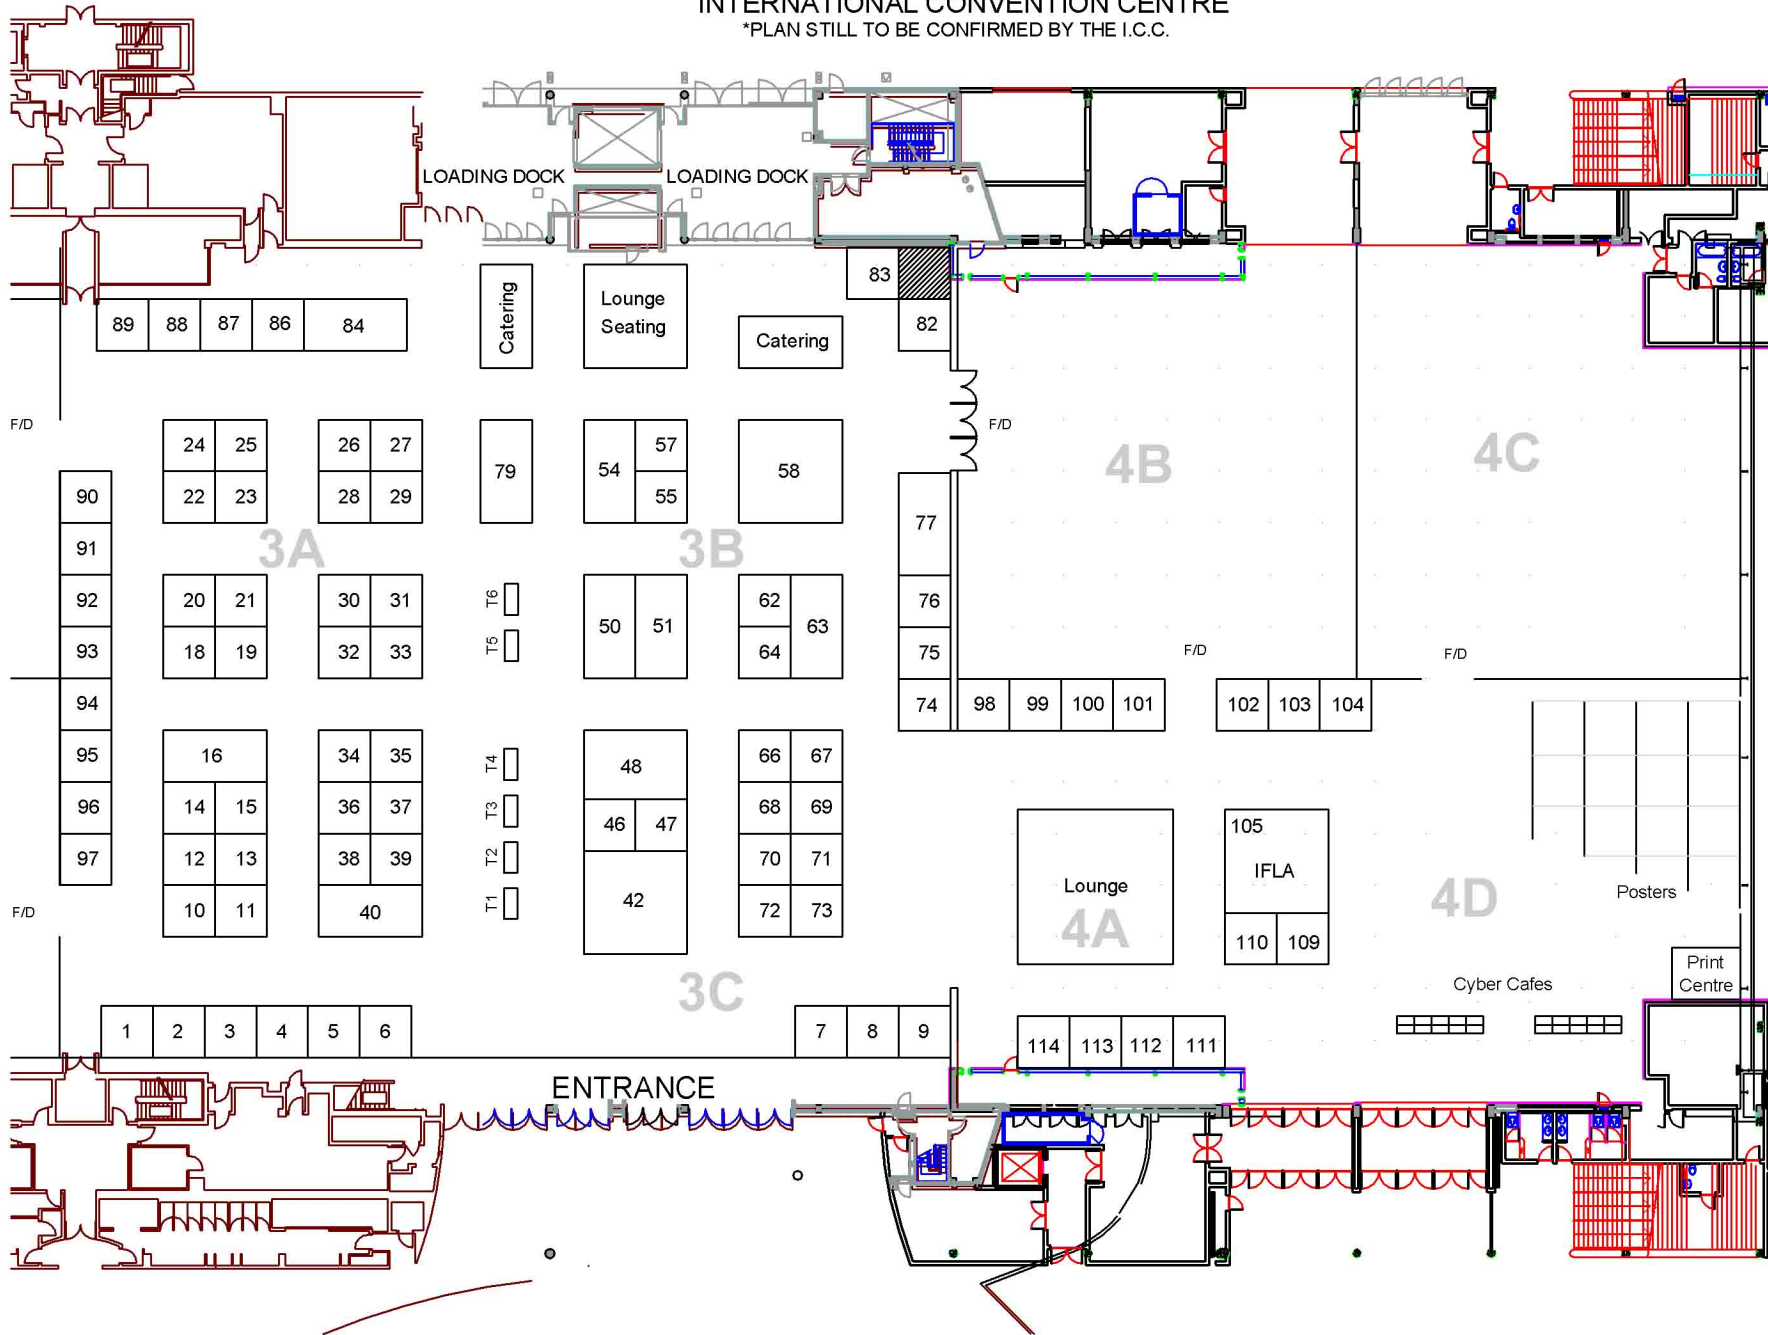 INTERNATIONAL CONVENTION CENTRE
*PLAN STILL TO BE CONFIRMED BY THE I.C.C.
LOADING DOCK
LOADING DOCK
83
89 88 87 86 84
Catering
Lounge
Seating
Catering
82
F/D
F/D
24 25
26 27
79
54
57
58
4B
4C
90
22 23
28 29
55
77
91
3A
3B
92
20 21
30 31
T6
50 51
62
63
76
93
18 19
32 33
T5
64
75
F/D
F/D
94
74 98 99 100 101
102 103 104
95
16
34 35
T4
48
66 67
96
14 15
36 37
T3
46 47
68 69
105
97
12 13
38 39
T2
70 71
IFLA
Lounge
Posters
F/D
10 11
40
T1
42
72 73
4A
4D
110 109
3C
Print
Centre
Cyber Cafes
1 2 3 4 5 6
7 8 9
114 113 112 111
ENTRANCE